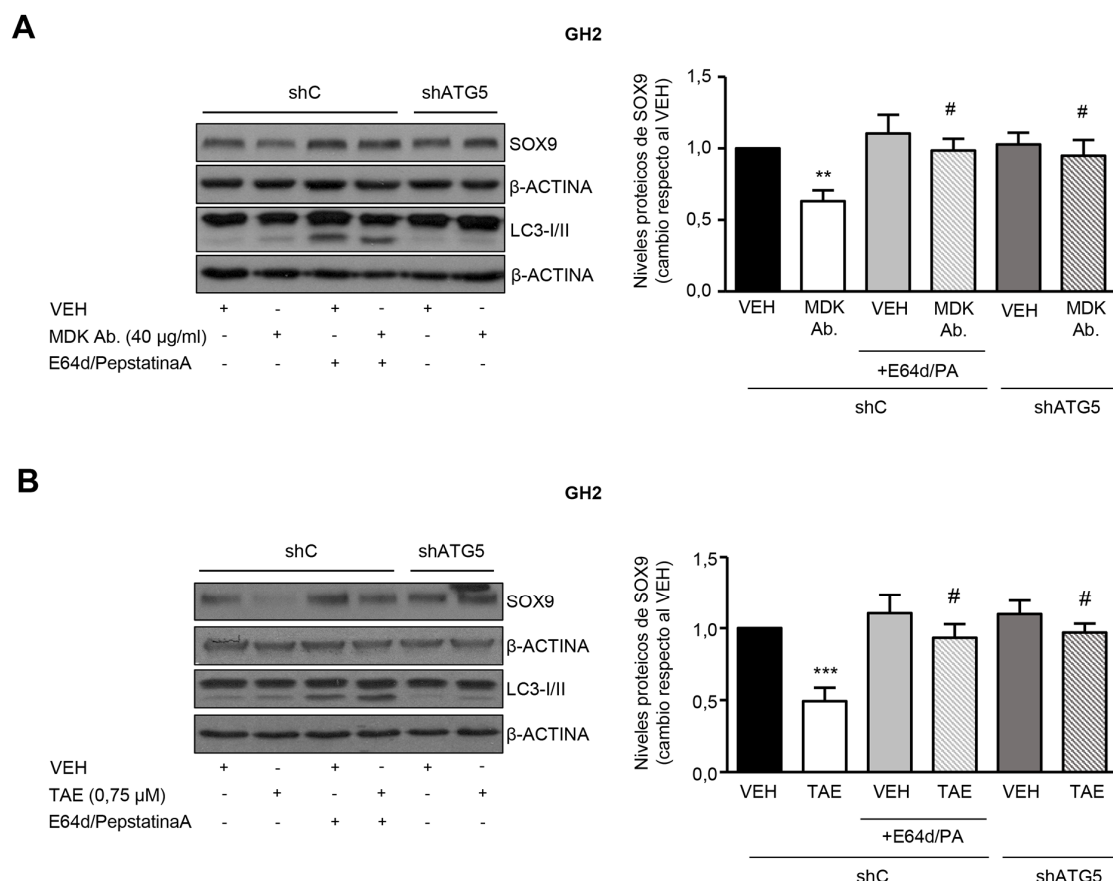 A
GH2
shC shATG5
SOX9
β-ACTINA
LC3-I/II
β-ACTINA
VEH + - + - + -
MDK Ab. (40 µg/ml) - + - + - +
E64d/PepstatinaA - - + + - -
Niveles proteicos de SOX9
(cambio respecto al VEH)
1,5
1,0
0,5
0,0
** # #
VEH MDK Ab. VEH MDK Ab. VEH MDK Ab.
+E64d/PA
shC shATG5
B
GH2
shC shATG5
SOX9
β-ACTINA
LC3-I/II
β-ACTINA
VEH + - + - + -
TAE (0,75 µM) - + - + - +
E64d/PepstatinaA - - + + - -
Niveles proteicos de SOX9
(cambio respecto al VEH)
1,5
1,0
0,5
0,0
*** # #
VEH TAE VEH TAE VEH TAE
+E64d/PA
shC shATG5